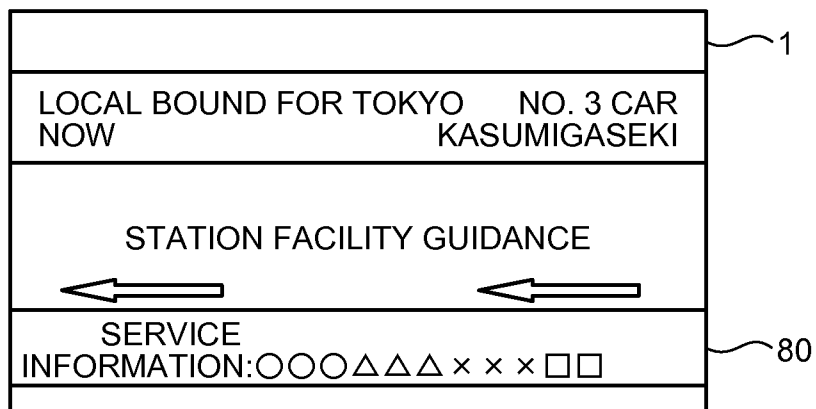 1
LOCAL BOUND FOR TOKYO NO. 3 CAR
NOW KASUMIGASEKI
STATION FACILITY GUIDANCE
SERVICE
INFORMATION:○○○△△△×××□□
80